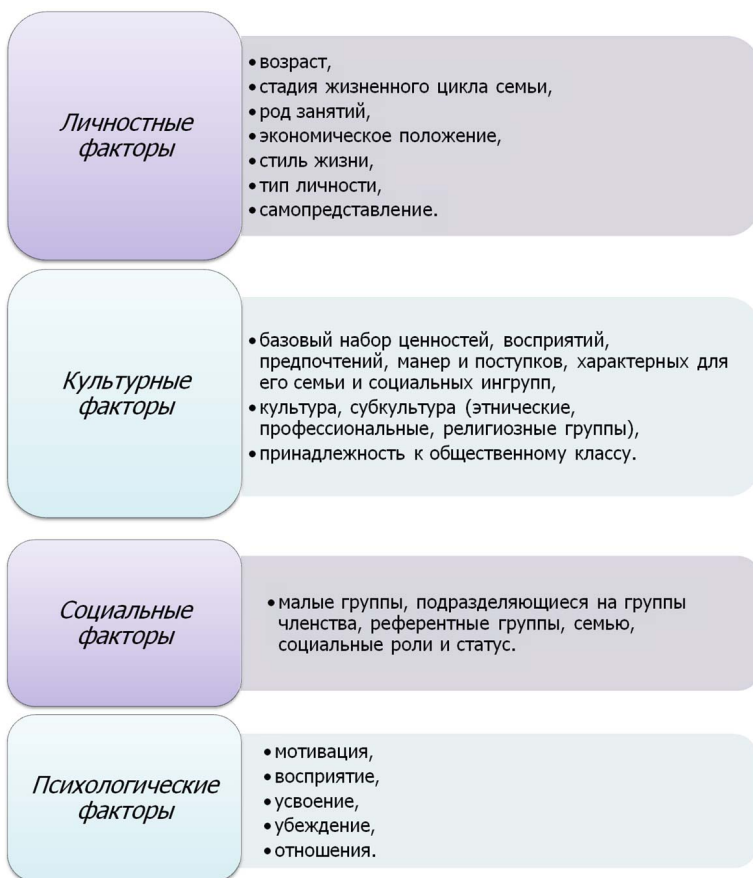 Личностные
факторы
•возраст,
•стадия жизненного цикла семьи,
•род занятий,
•экономическое положение,
•стиль жизни,
•тип личности,
•самопредставление.
Культурные
факторы
•базовый набор ценностей, восприятий,
предпочтений, манер и поступков, характерных для
его семьи и социальных ингрупп,
•культура, субкультура (этнические,
профессиональные, религиозные группы),
•принадлежность к общественному классу.
Социальные
факторы
•малые группы, подразделяющиеся на группы
членства, референтные группы, семью,
социальные роли и статус.
Психологические
факторы
•мотивация,
•восприятие,
•усвоение,
•убеждение,
•отношения.